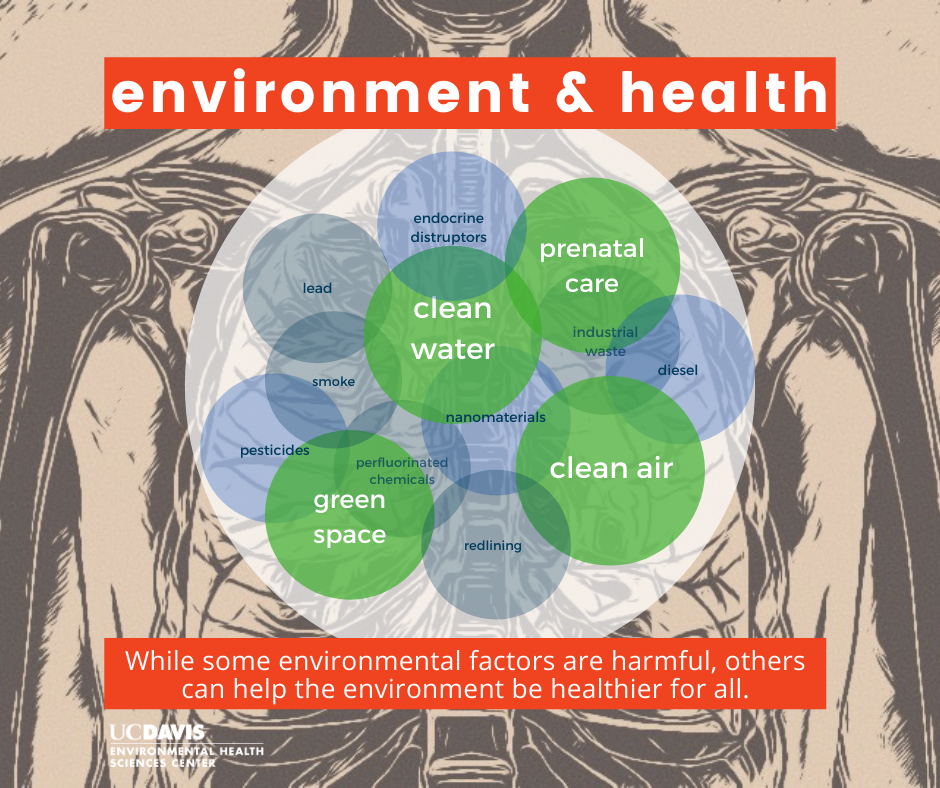 environment & health
endocrine
distruptors
prenatal
care
lead
clean
water
industrial
waste
diesel
smoke
nanomaterials
pesticides
perfluorinated
chemicals
clean air
green
space
redlining
While some environmental factors are harmful, others
can help the environment be healthier for all.
UCDAVIS
ENVIRONMENTAL HEALTH
SCIENCES CENTER